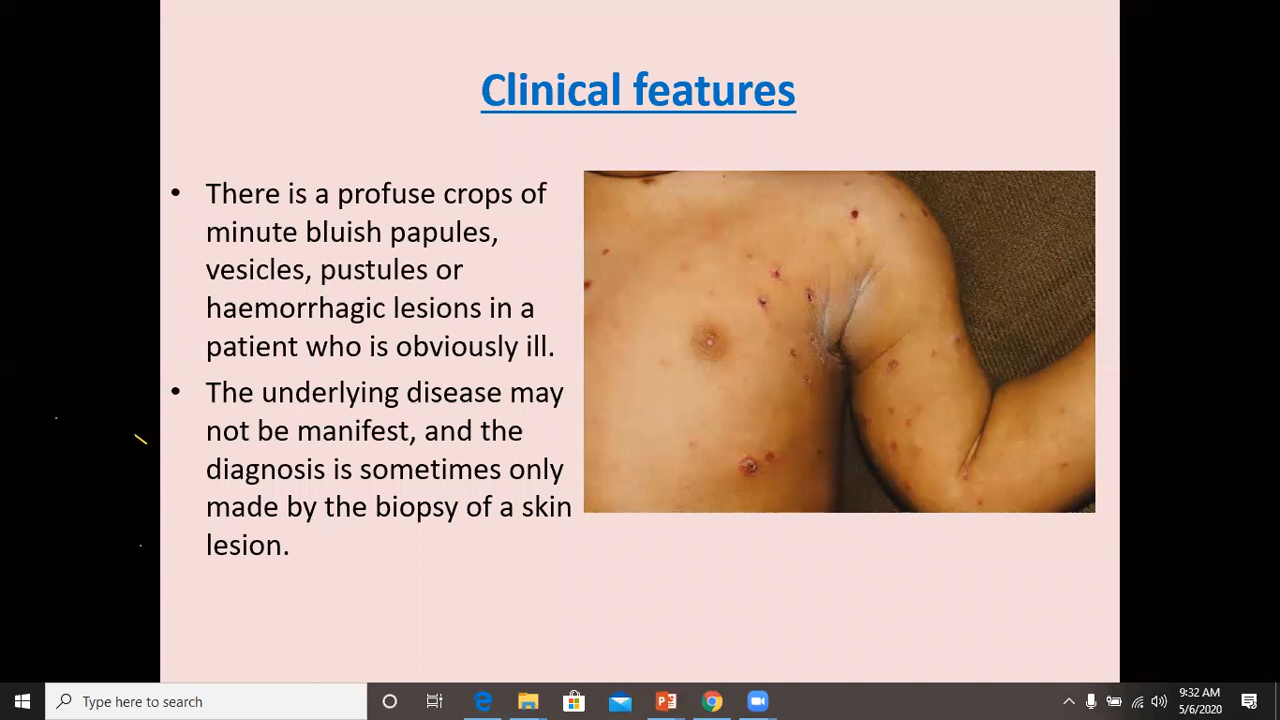 Clinical features
• There is a profuse crops of
minute bluish papules,
vesicles, pustules or
haemorrhagic lesions in a
patient who is obviously ill.
• The underlying disease may
not be manifest, and the
diagnosis is sometimes only
made by the biopsy of a skin
lesion.
Type here to search
9:32 AM
5/6/2020